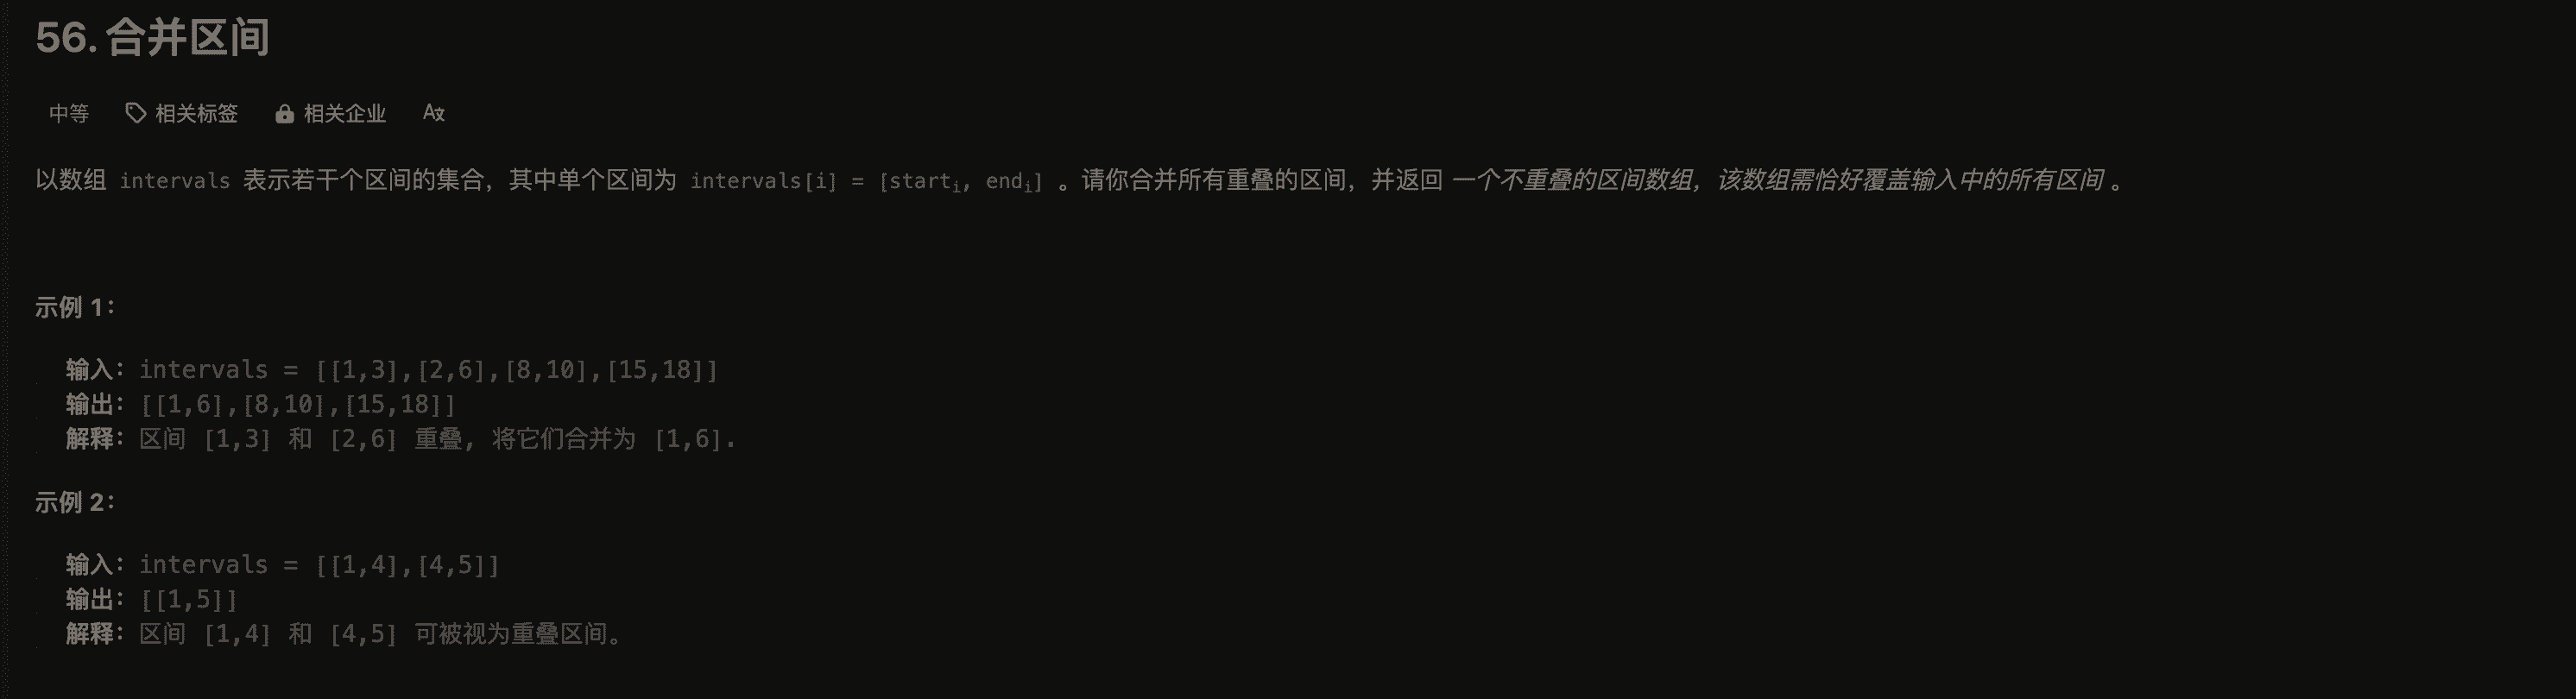 56. 合并区间
中等 相关标签 相关企业 Ax
以数组 intervals 表示若干个区间的集合，其中单个区间为 intervals[i] = [starti, endi] 。请你合并所有重叠的区间，并返回 一个不重叠的区间数组，该数组需恰好覆盖输入中的所有区间 。
示例 1：
输入：intervals = [[1,3],[2,6],[8,10],[15,18]]
输出：[[1,6],[8,10],[15,18]]
解释：区间 [1,3] 和 [2,6] 重叠, 将它们合并为 [1,6].
示例 2：
输入：intervals = [[1,4],[4,5]]
输出：[[1,5]]
解释：区间 [1,4] 和 [4,5] 可被视为重叠区间。